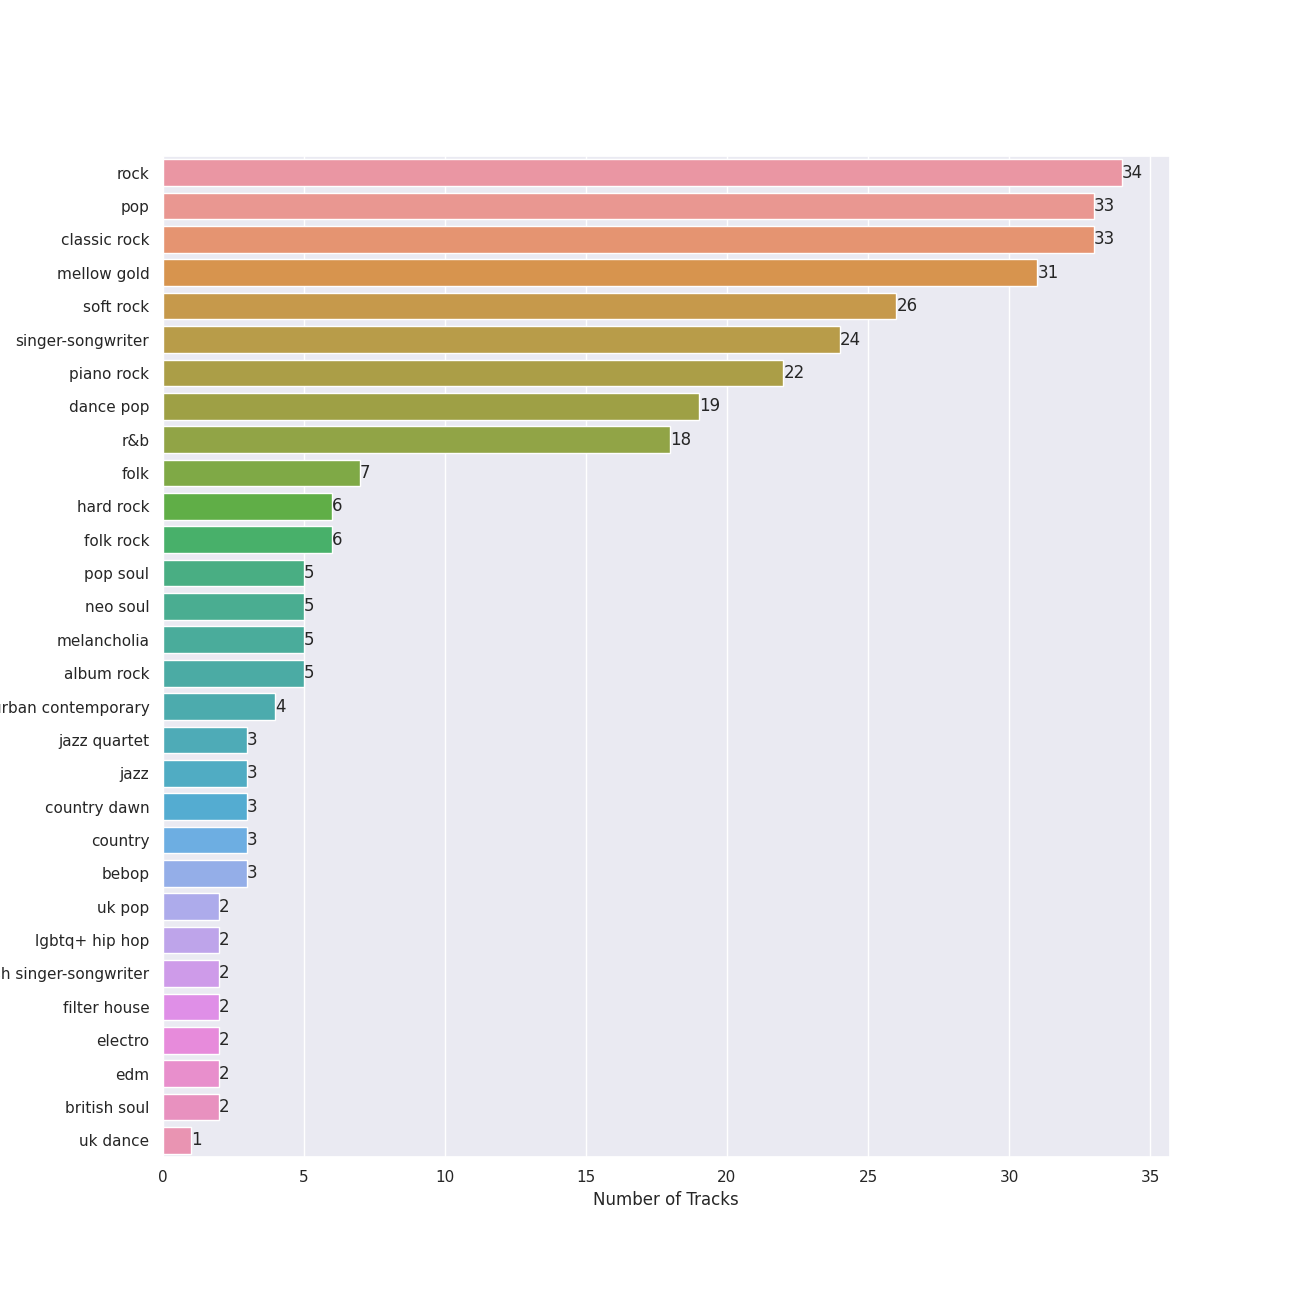 rock 34
pop 33
classic rock 33
mellow gold 31
soft rock 26
singer-songwriter 24
piano rock 22
dance pop 19
r&b 18
folk 7
hard rock 6
folk rock 6
pop soul 5
neo soul 5
melancholia 5
album rock 5
rban contemporary 4
jazz quartet 3
jazz 3
country dawn 3
country 3
bebop 3
uk pop 2
lgbtq+ hip hop 2
h singer-songwriter 2
filter house 2
electro 2
edm 2
british soul 2
uk dance 1
0 5 10 15 20 25 30 35
Number of Tracks